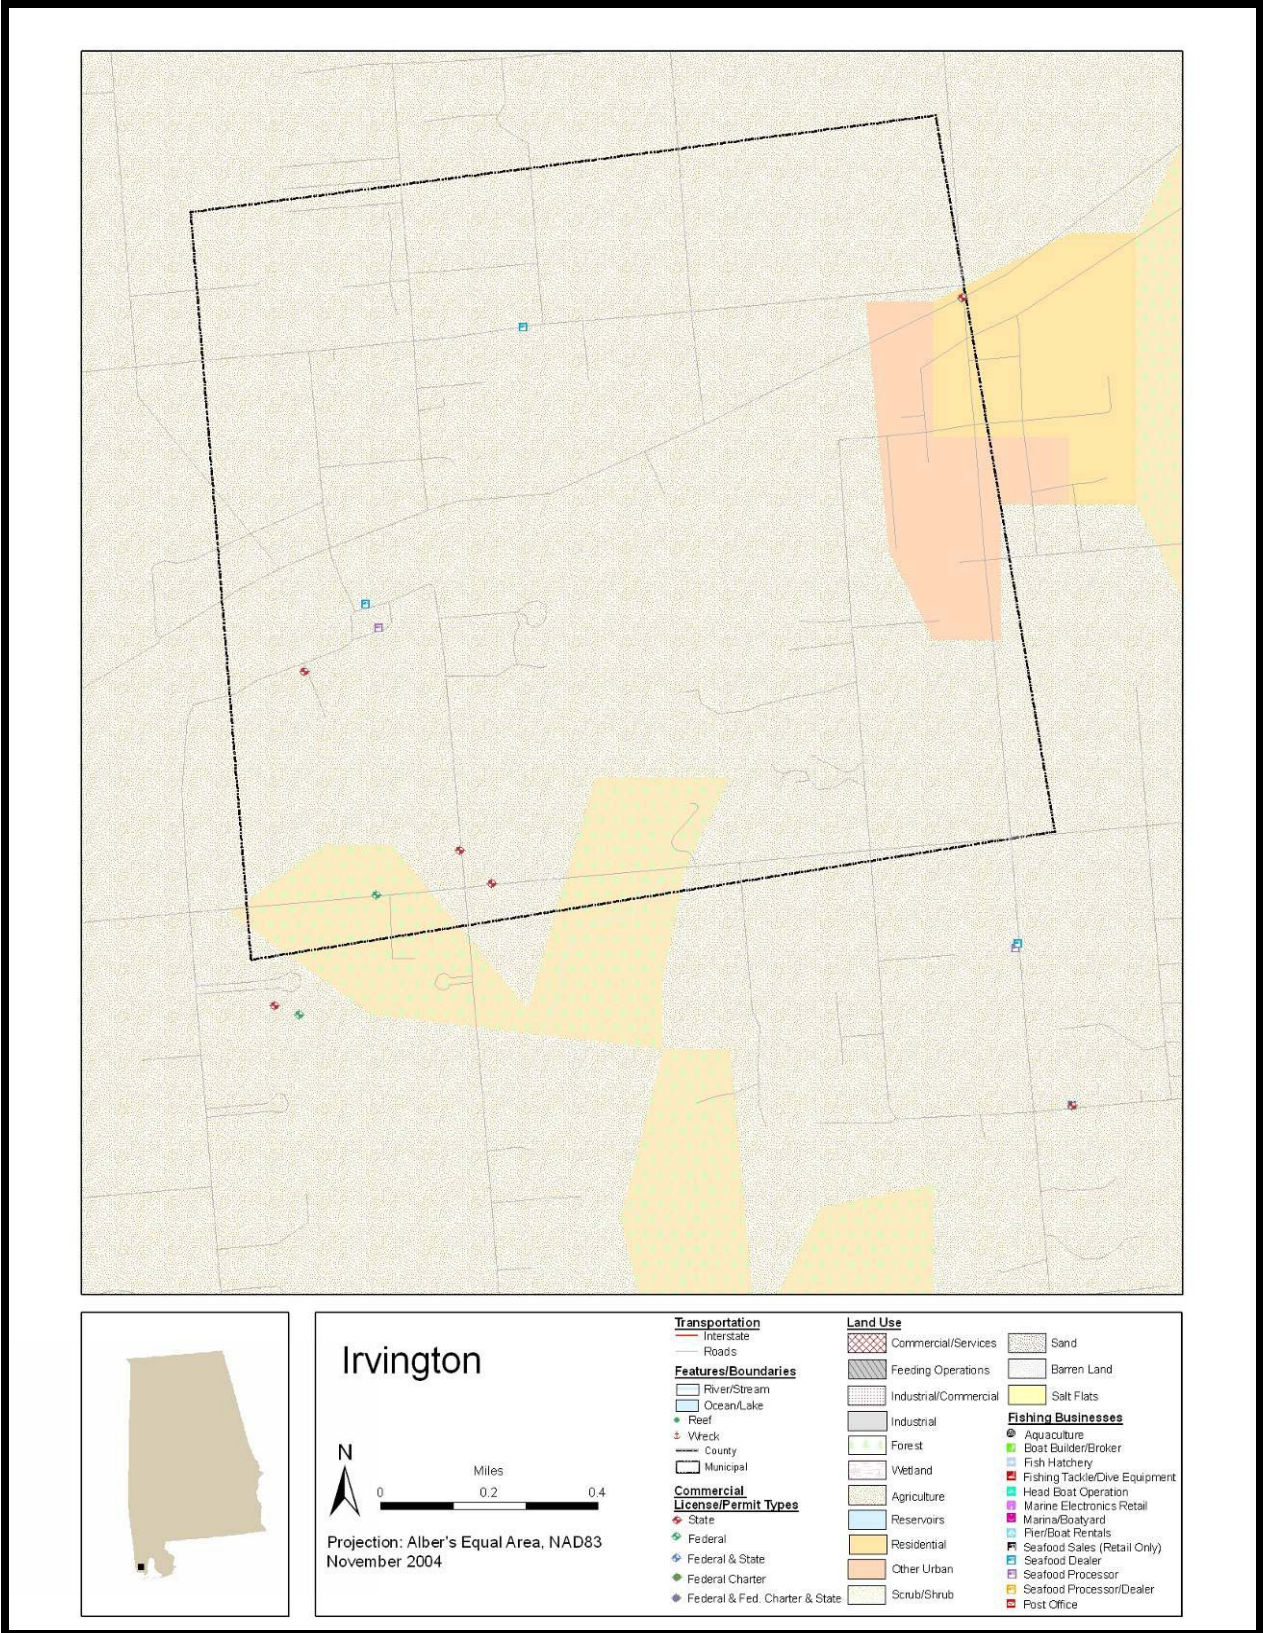 Irvington
N
Miles
0 0.2 0.4
Projection: Alber's Equal Area, NAD83
November 2004
Transportation
Interstate
Roads
Features/Boundaries
River/Stream
Ocean/Lake
Reef
Wreck
County
Municipal
Commercial
License/Permit Types
State
Federal
Federal & State
Federal Charter
Federal & Fed. Charter & State
Land Use
Commercial/Services
Feeding Operations
Industrial/Commercial
Industrial
Forest
Wetland
Agriculture
Reservoirs
Residential
Other Urban
Scrub/Shrub
Sand
Barren Land
Salt Flats
Fishing Businesses
Aquaculture
Boat Builder/Broker
Fish Hatchery
Fishing Tackle/Dive Equipment
Head Boat Operation
Marine Electronics Retail
Marina/Boatyard
Pier/Boat Rentals
Seafood Sales (Retail Only)
Seafood Dealer
Seafood Processor
Seafood Processor/Dealer
Post Office